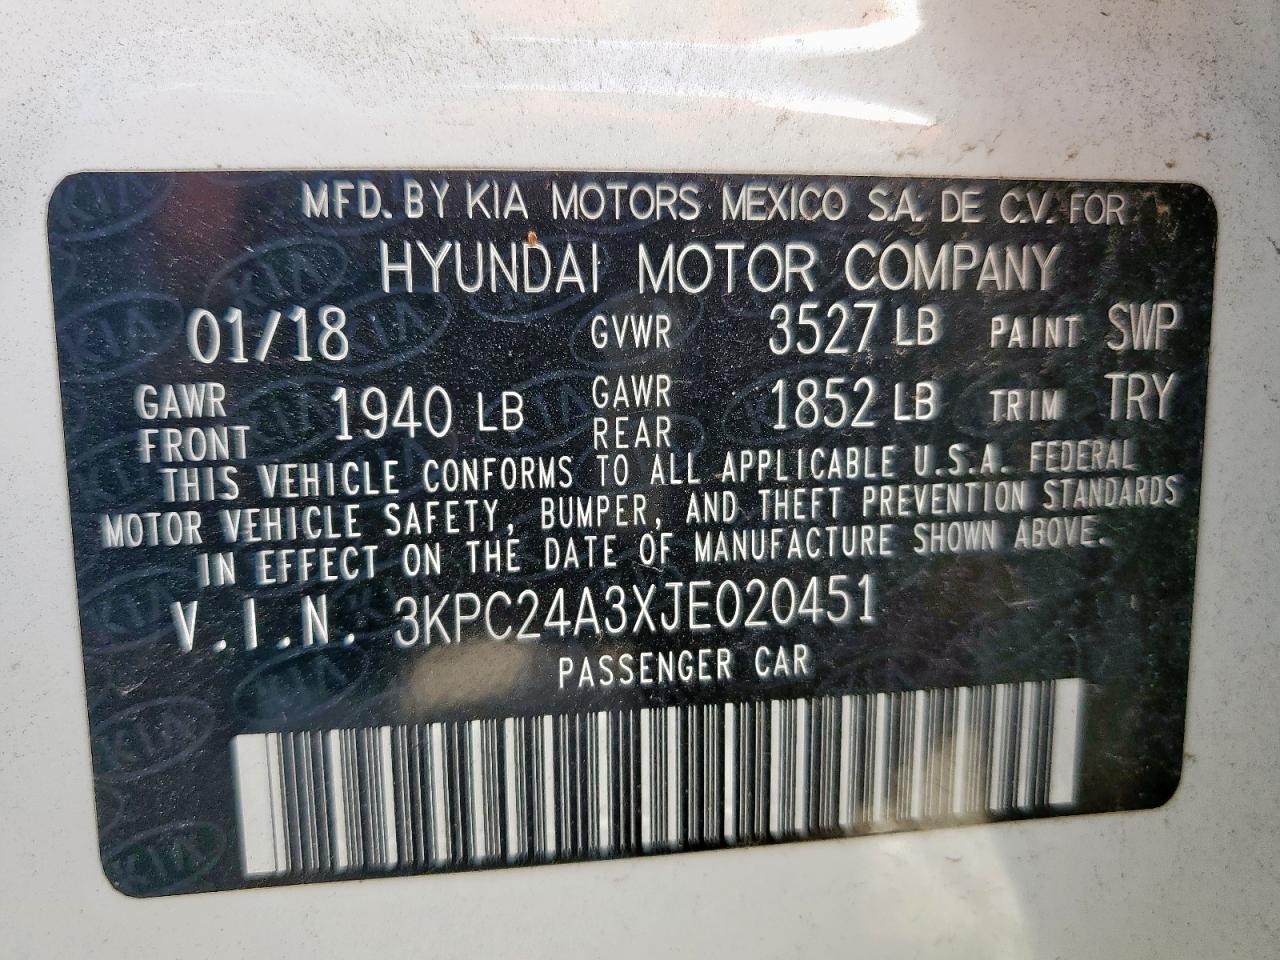 MFD. BY KIA MOTORS MEXICO S.A. DE C.V. FOR
HYUNDAI MOTOR COMPANY
01/18 GVWR 3527 LB PAINT SWP
GAWR FRONT 1940 LB GAWR REAR 1852 LB TRIM TRY
THIS VEHICLE CONFORMS TO ALL APPLICABLE U.S.A. FEDERAL
MOTOR VEHICLE SAFETY, BUMPER, AND THEFT PREVENTION STANDARDS
IN EFFECT ON THE DATE OF MANUFACTURE SHOWN ABOVE.
V.I.N. 3KPC24A3XJE020451
PASSENGER CAR